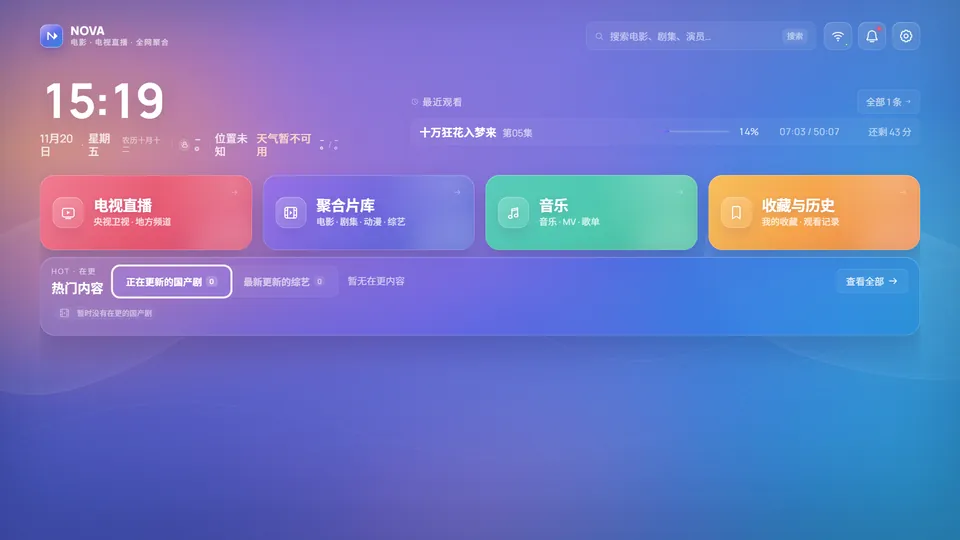 NOVA
电影 · 电视直播 · 全网聚合
搜索电影、剧集、演员...
搜索
15:19
11月20日
星期五
农历十月十二
位置未知
天气暂不可用
最近观看
全部 1 条
十万狂花入梦来 第05集
14%
07:03 / 50:07
还剩 43 分
电视直播
央视卫视 · 地方频道
聚合片库
电影 · 剧集 · 动漫 · 综艺
音乐
音乐 · MV · 歌单
收藏与历史
我的收藏 · 观看记录
HOT · 在更
热门内容
正在更新的国产剧 0
最新更新的综艺 0
暂无在更内容
查看全部 →
暂时没有在更的国产剧